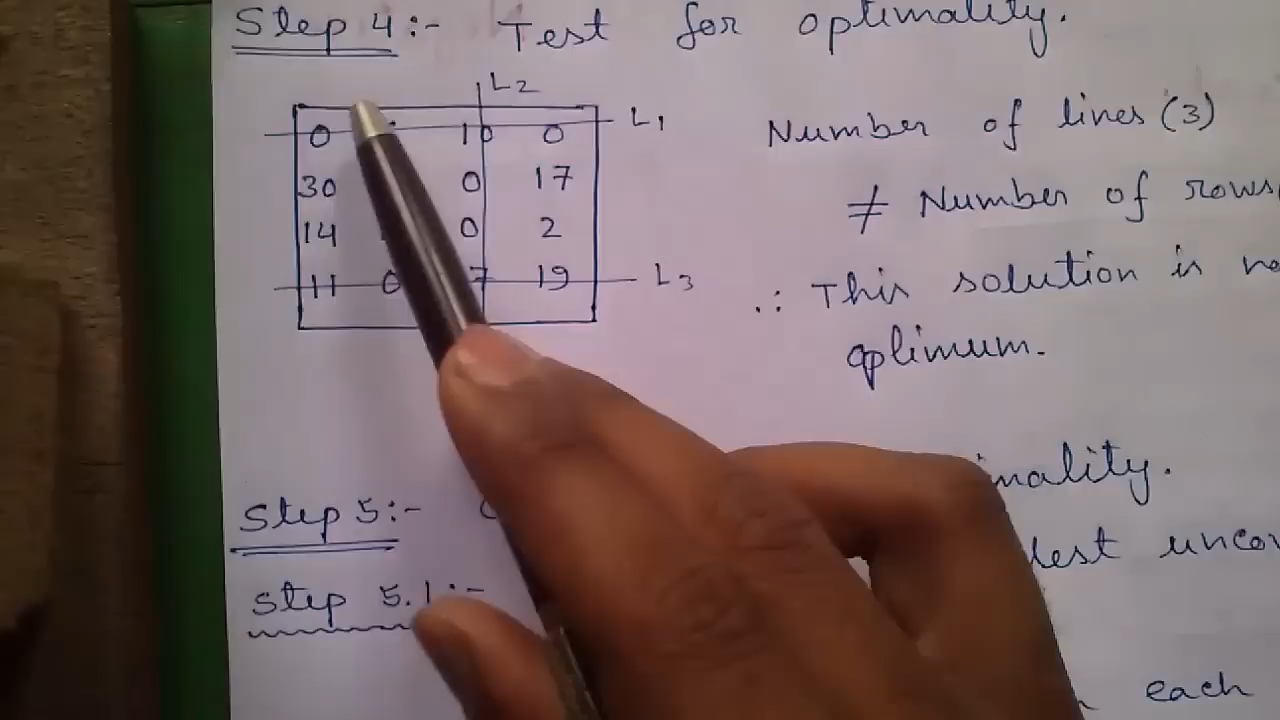 Step 4:- Test for optimality.
L2
0 10 0 L1
30 0 17
14 0 2
11 0 7 19 L3
Number of lines (3)
≠ Number of rows
∴ This solution is
optimum.
Step 5:-
Step 5.1:-
each